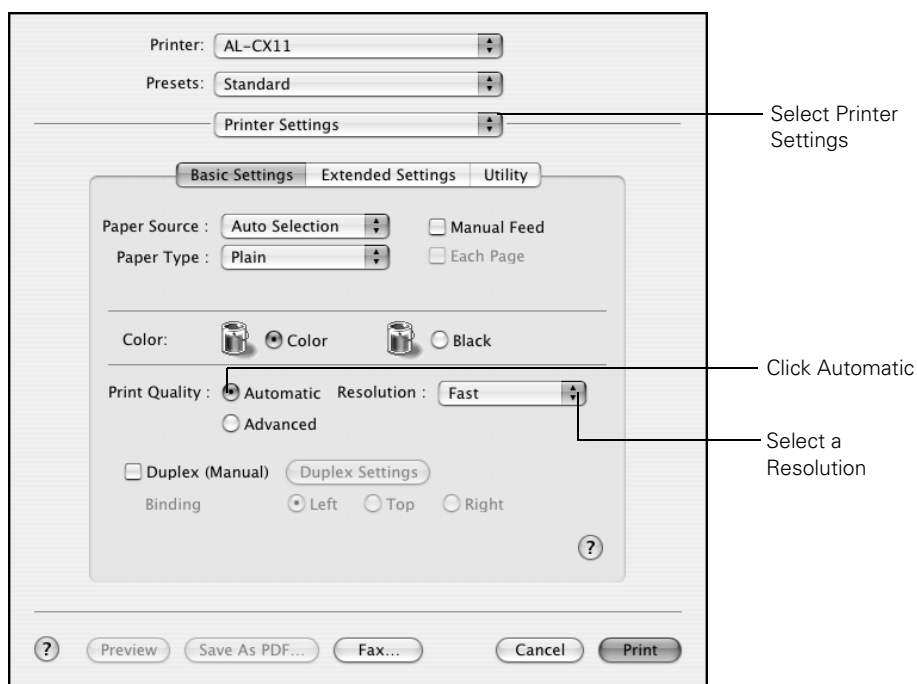 Printer: AL-CX11
Presets: Standard
Printer Settings
Select Printer
Settings
Basic Settings Extended Settings Utility
Paper Source : Auto Selection Manual Feed
Paper Type : Plain Each Page
Color: Color Black
Click Automatic
Print Quality : Automatic Resolution : Fast
Advanced
Select a
Resolution
Duplex (Manual) Duplex Settings
Binding Left Top Right
?
? Preview Save As PDF... Fax... Cancel Print